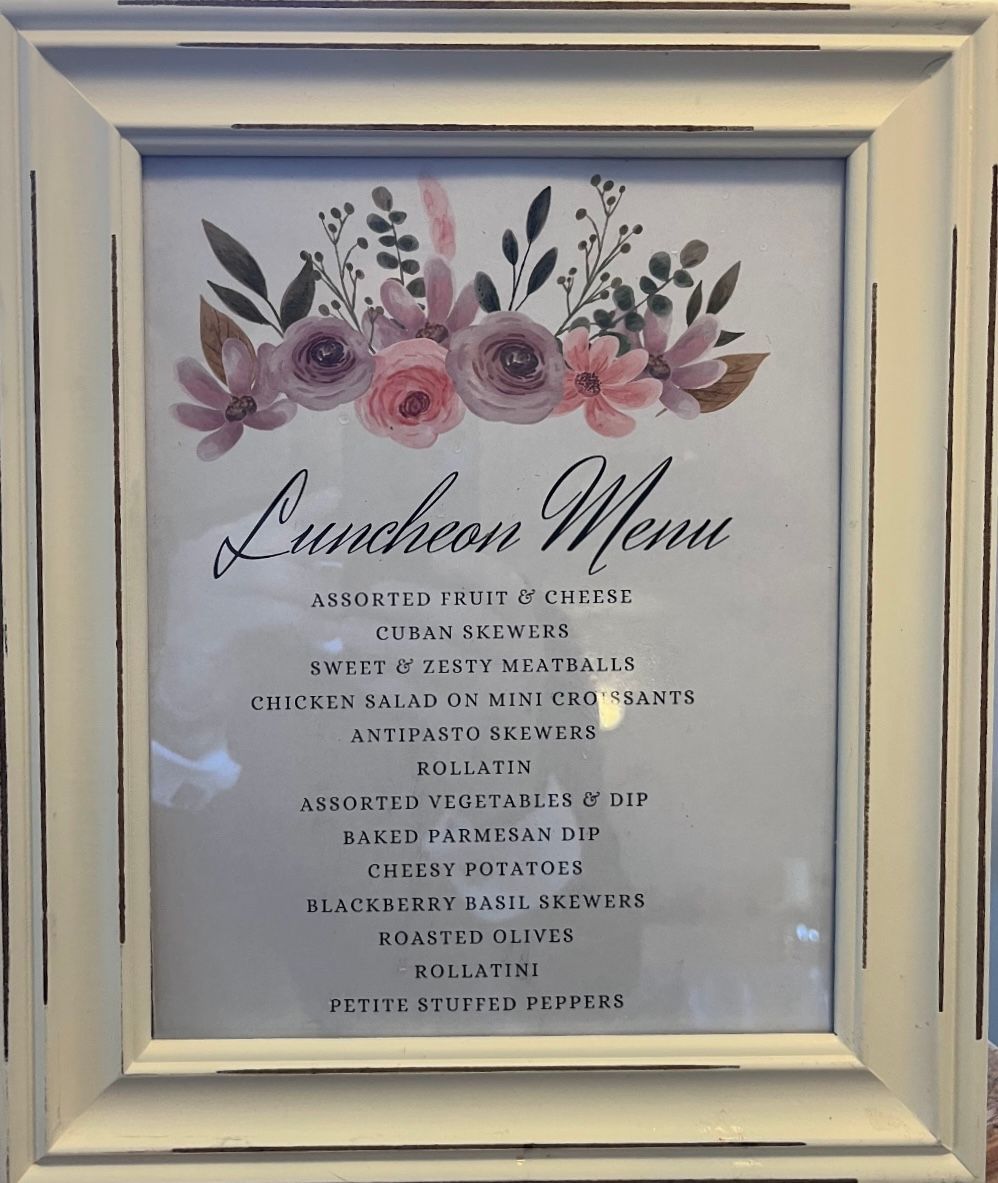 Luncheon Menu
ASSORTED FRUIT & CHEESE
CUBAN SKEWERS
SWEET & ZESTY MEATBALLS
CHICKEN SALAD ON MINI CROISSANTS
ANTIPASTO SKEWERS
ROLLATIN
ASSORTED VEGETABLES & DIP
BAKED PARMESAN DIP
CHEESY POTATOES
BLACKBERRY BASIL SKEWERS
ROASTED OLIVES
ROLLATINI
PETITE STUFFED PEPPERS